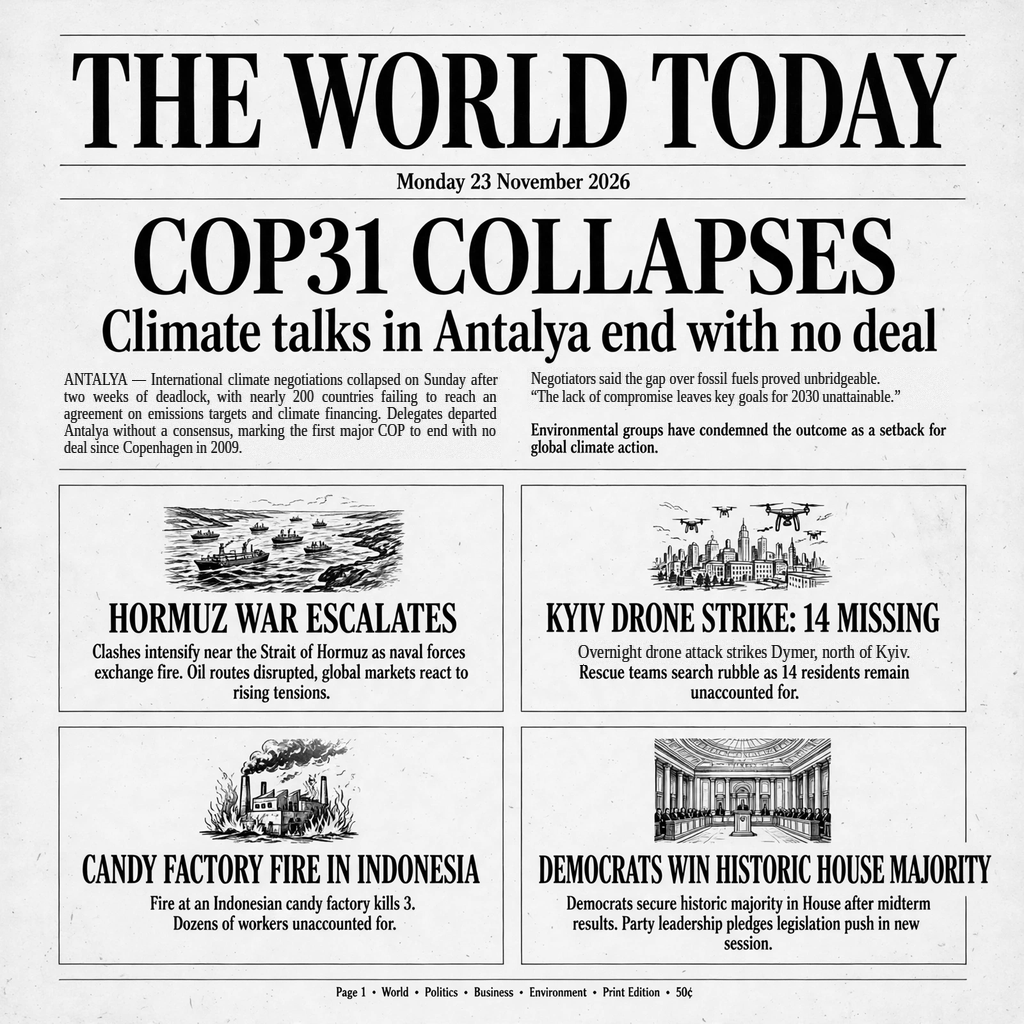 THE WORLD TODAY
Monday 23 November 2026
COP31 COLLAPSES
Climate talks in Antalya end with no deal
ANTALYA — International climate negotiations collapsed on Sunday after
two weeks of deadlock, with nearly 200 countries failing to reach an
agreement on emissions targets and climate financing. Delegates departed
Antalya without a consensus, marking the first major COP to end with no
deal since Copenhagen in 2009.
Negotiators said the gap over fossil fuels proved unbridgeable.
“The lack of compromise leaves key goals for 2030 unattainable.”
Environmental groups have condemned the outcome as a setback for
global climate action.
HORMUZ WAR ESCALATES
Clashes intensify near the Strait of Hormuz as naval forces
exchange fire. Oil routes disrupted, global markets react to
rising tensions.
KYIV DRONE STRIKE: 14 MISSING
Overnight drone attack strikes Dymer, north of Kyiv.
Rescue teams search rubble as 14 residents remain
unaccounted for.
CANDY FACTORY FIRE IN INDONESIA
Fire at an Indonesian candy factory kills 3.
Dozens of workers unaccounted for.
DEMOCRATS WIN HISTORIC HOUSE MAJORITY
Democrats secure historic majority in House after midterm
results. Party leadership pledges legislation push in new
session.
Page 1 • World • Politics • Business • Environment • Print Edition • 50¢